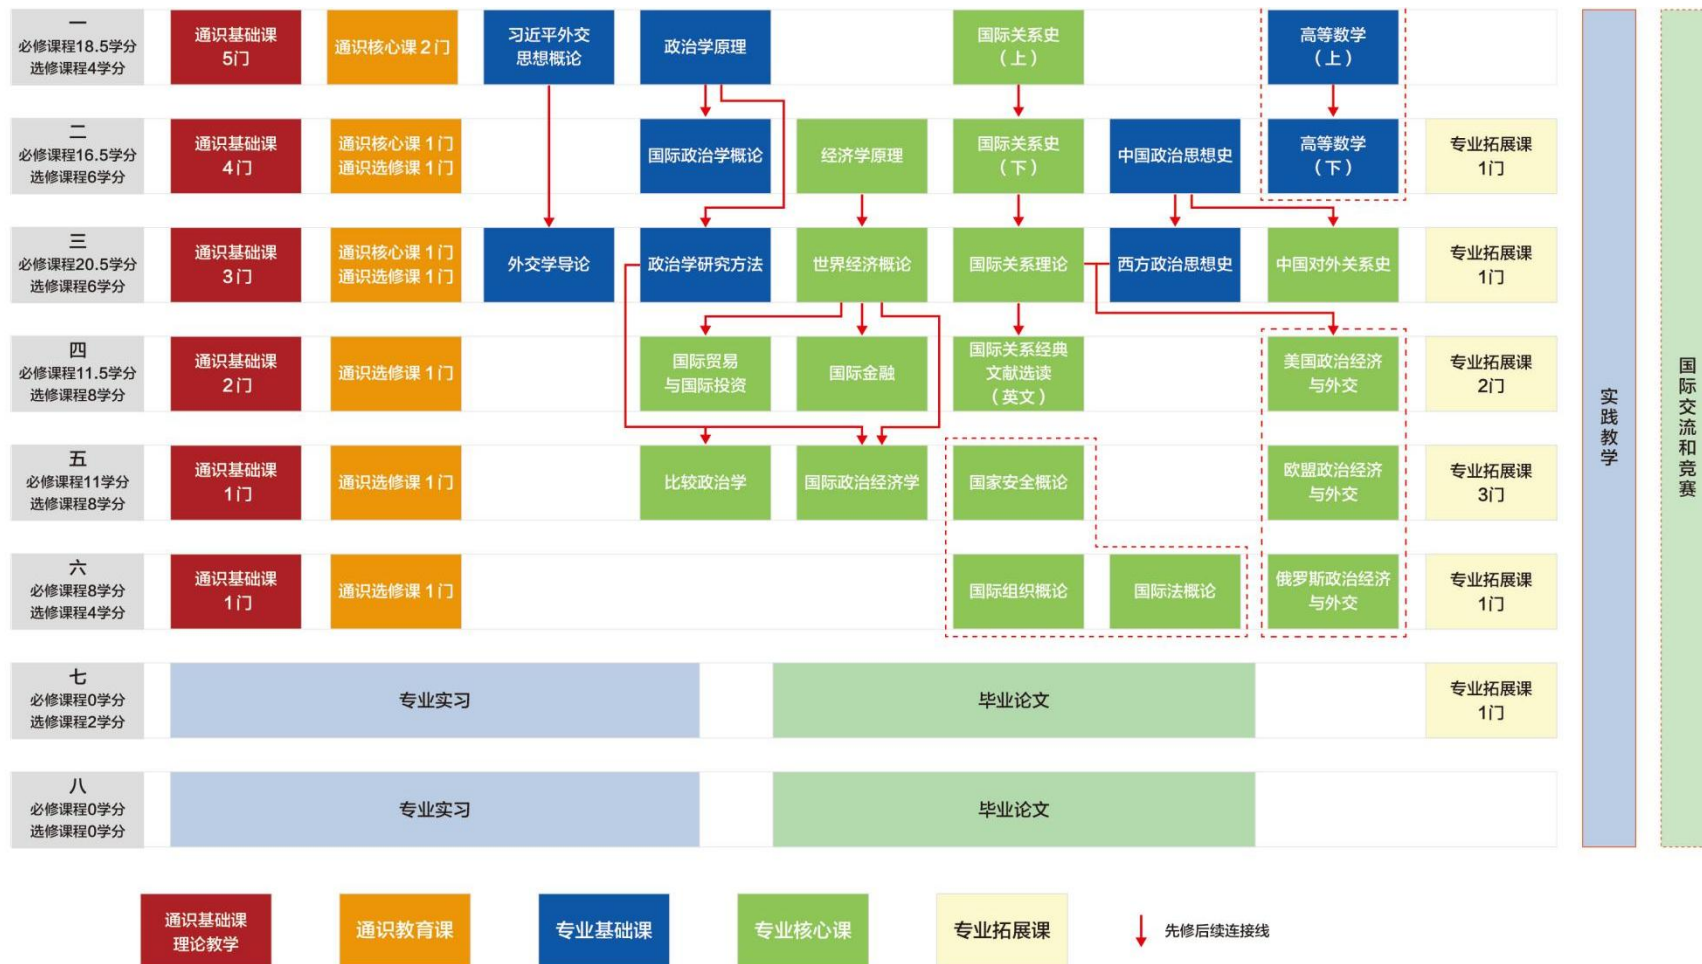 一
必修课程18.5学分
选修课程4学分
通识基础课
5门
通识核心课 2 门
习近平外交
思想概论
政治学原理
国际关系史
（上）
高等数学
（上）
二
必修课程16.5学分
选修课程6学分
通识基础课
4门
通识核心课 1 门
通识选修课 1 门
国际政治学概论
经济学原理
国际关系史
（下）
中国政治思想史
高等数学
（下）
专业拓展课
1门
三
必修课程20.5学分
选修课程6学分
通识基础课
3门
通识核心课 1 门
通识选修课 1 门
外交学导论
政治学研究方法
世界经济概论
国际关系理论
西方政治思想史
中国对外关系史
专业拓展课
1门
四
必修课程11.5学分
选修课程8学分
通识基础课
2门
通识选修课 1 门
国际贸易
与国际投资
国际金融
国际关系经典
文献选读
（英文）
美国政治经济
与外交
专业拓展课
2门
五
必修课程11学分
选修课程8学分
通识基础课
1门
通识选修课 1 门
比较政治学
国际政治经济学
国家安全概论
欧盟政治经济
与外交
专业拓展课
3门
六
必修课程8学分
选修课程4学分
通识基础课
1门
通识选修课 1 门
国际组织概论
国际法概论
俄罗斯政治经济
与外交
专业拓展课
1门
七
必修课程0学分
选修课程2学分
专业实习
毕业论文
专业拓展课
1门
八
必修课程0学分
选修课程0学分
专业实习
毕业论文
实践教学
国际交流和竞赛
通识基础课
理论教学
通识教育课
专业基础课
专业核心课
专业拓展课
先修后续连接线